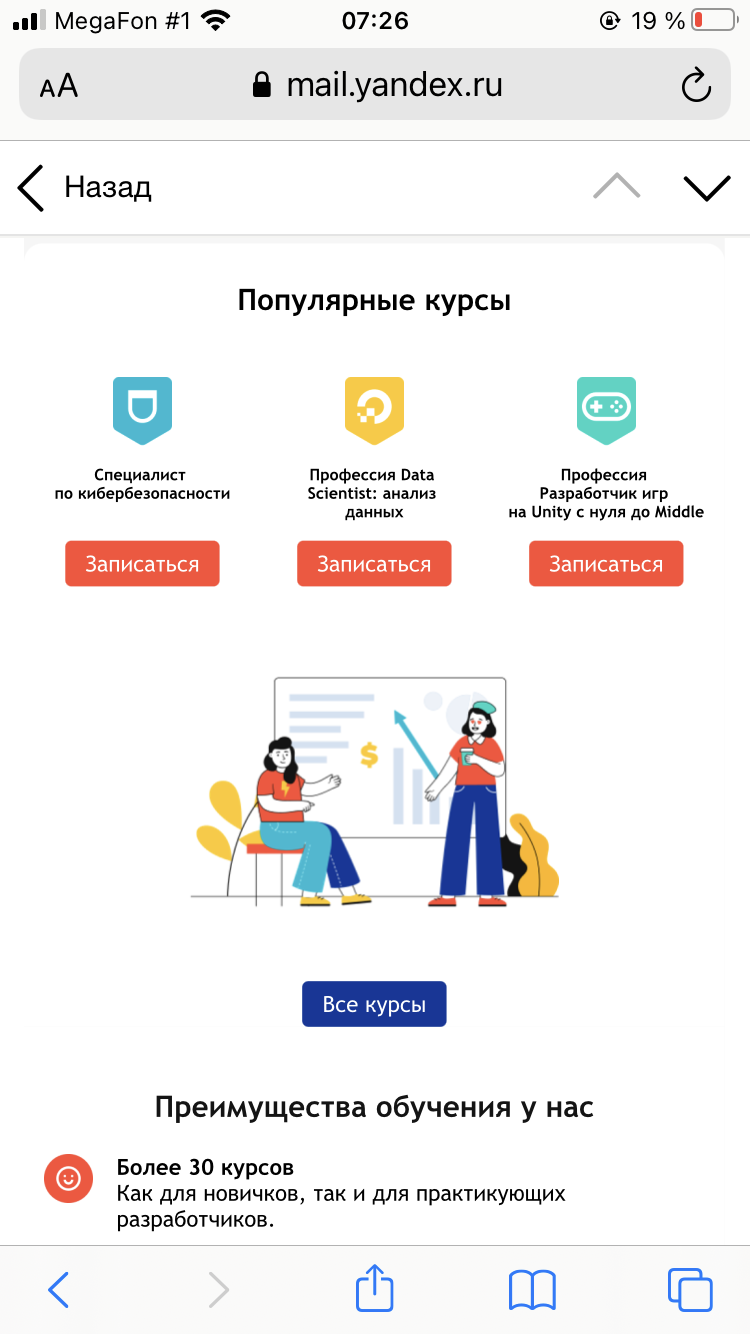 MegaFon #1 07:26 19 %
AA mail.yandex.ru
Назад
Популярные курсы
Специалист
по кибербезопасности
Профессия Data
Scientist: анализ
данных
Профессия
Разработчик игр
на Unity с нуля до Middle
Записаться Записаться Записаться
$
Все курсы
Преимущества обучения у нас
Более 30 курсов
Как для новичков, так и для практикующих
разработчиков.